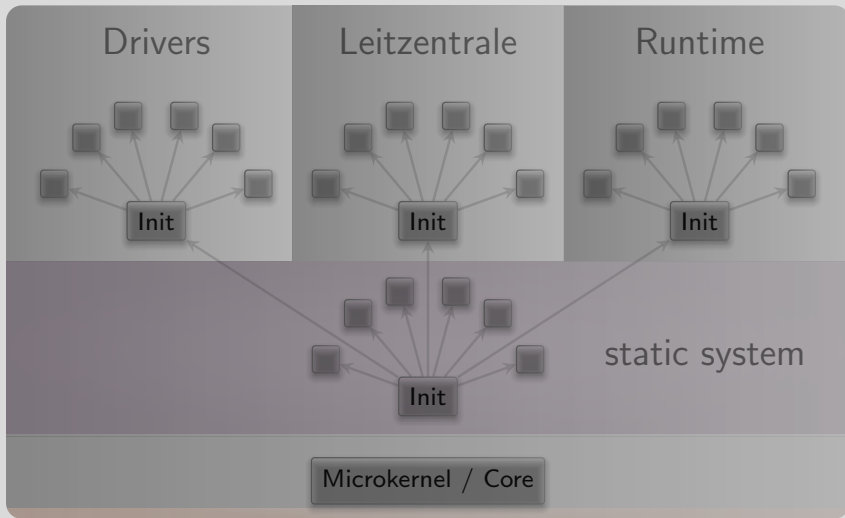 Drivers
Leitzentrale
Runtime
Init
Init
Init
static system
Init
Microkernel / Core